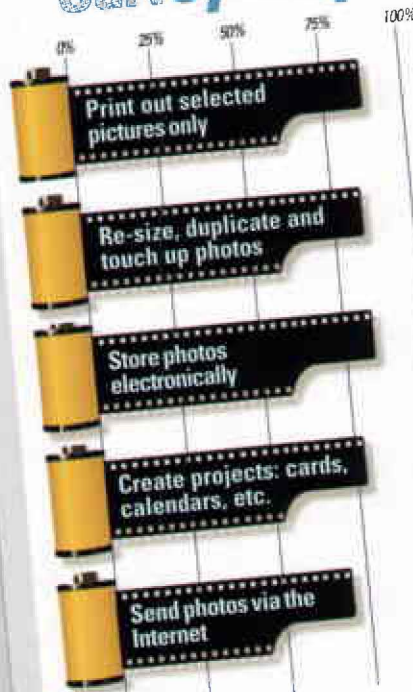 0%
25%
50%
75%
100%
Print out selected
pictures only
Re-size, duplicate and
touch up photos
Store photos
electronically
Create projects: cards,
calendars, etc.
Send photos via the
Internet